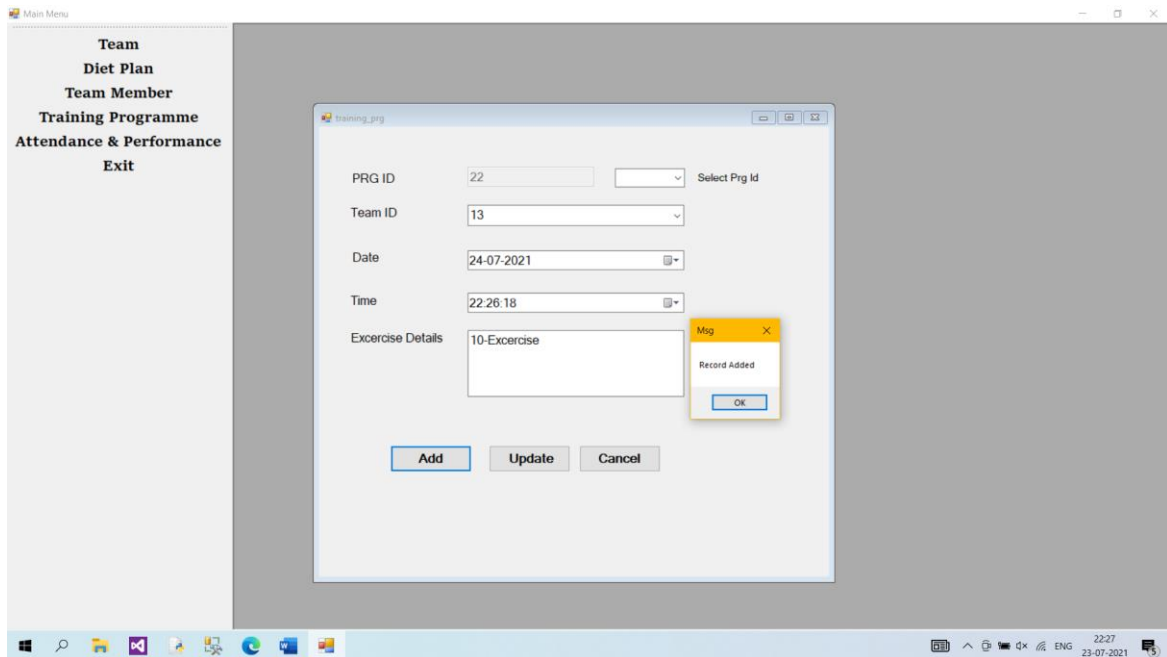 Main Menu
Team
Diet Plan
Team Member
Training Programme
Attendance & Performance
Exit
training_prg
PRG ID
22
Select Prg Id
Team ID
13
Date
24-07-2021
Time
22:26:18
Excercise Details
10-Excercise
Msg
Record Added
OK
Add
Update
Cancel
ENG
22:27
23-07-2021
5